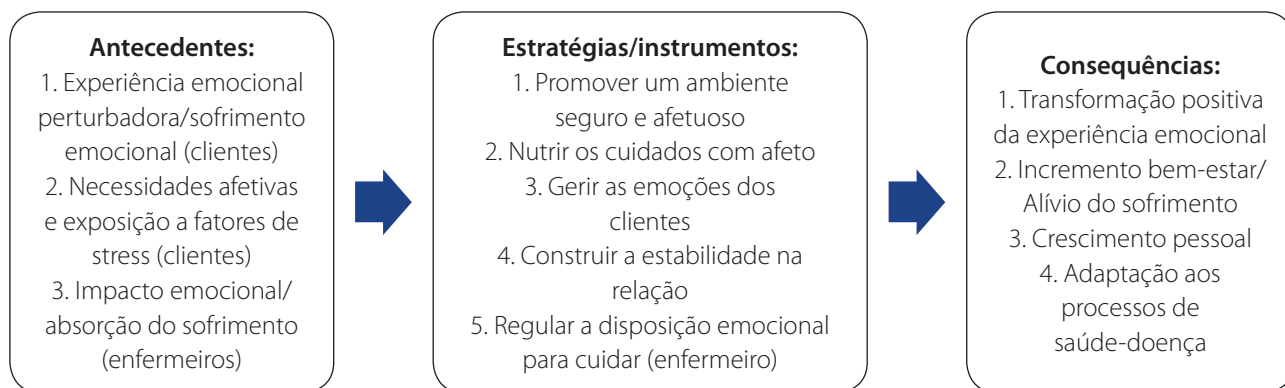 Antecedentes:
1. Experiência emocional
perturbadora/sofrimento
emocional (clientes)
2. Necessidades afetivas
e exposição a fatores de
stress (clientes)
3. Impacto emocional/
absorção do sofrimento
(enfermeiros)
Estratégias/instrumentos:
1. Promover um ambiente
seguro e afetuoso
2. Nutrir os cuidados com afeto
3. Gerir as emoções dos
clientes
4. Construir a estabilidade na
relação
5. Regular a disposição emocional
para cuidar (enfermeiro)
Consequências:
1. Transformação positiva
da experiência emocional
2. Incremento bem-estar/
Alívio do sofrimento
3. Crescimento pessoal
4. Adaptação aos
processos de
saúde-doença